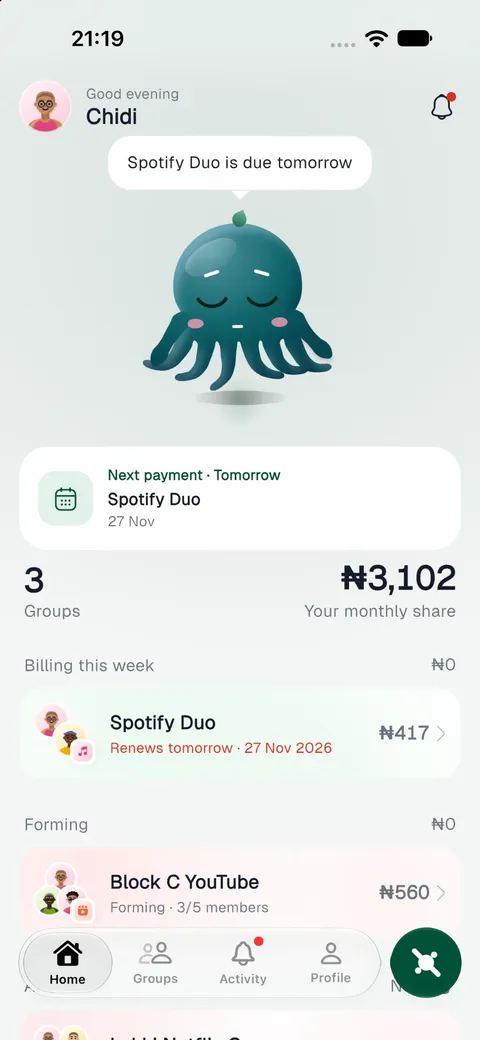 21:19
Good evening
Chidi
Spotify Duo is due tomorrow
Next payment · Tomorrow
Spotify Duo
27 Nov
3
₦3,102
Groups
Your monthly share
Billing this week
₦0
Spotify Duo
₦417
Renews tomorrow · 27 Nov 2026
Forming
₦0
Block C YouTube
₦560
Forming · 3/5 members
Home
Groups
Activity
Profile